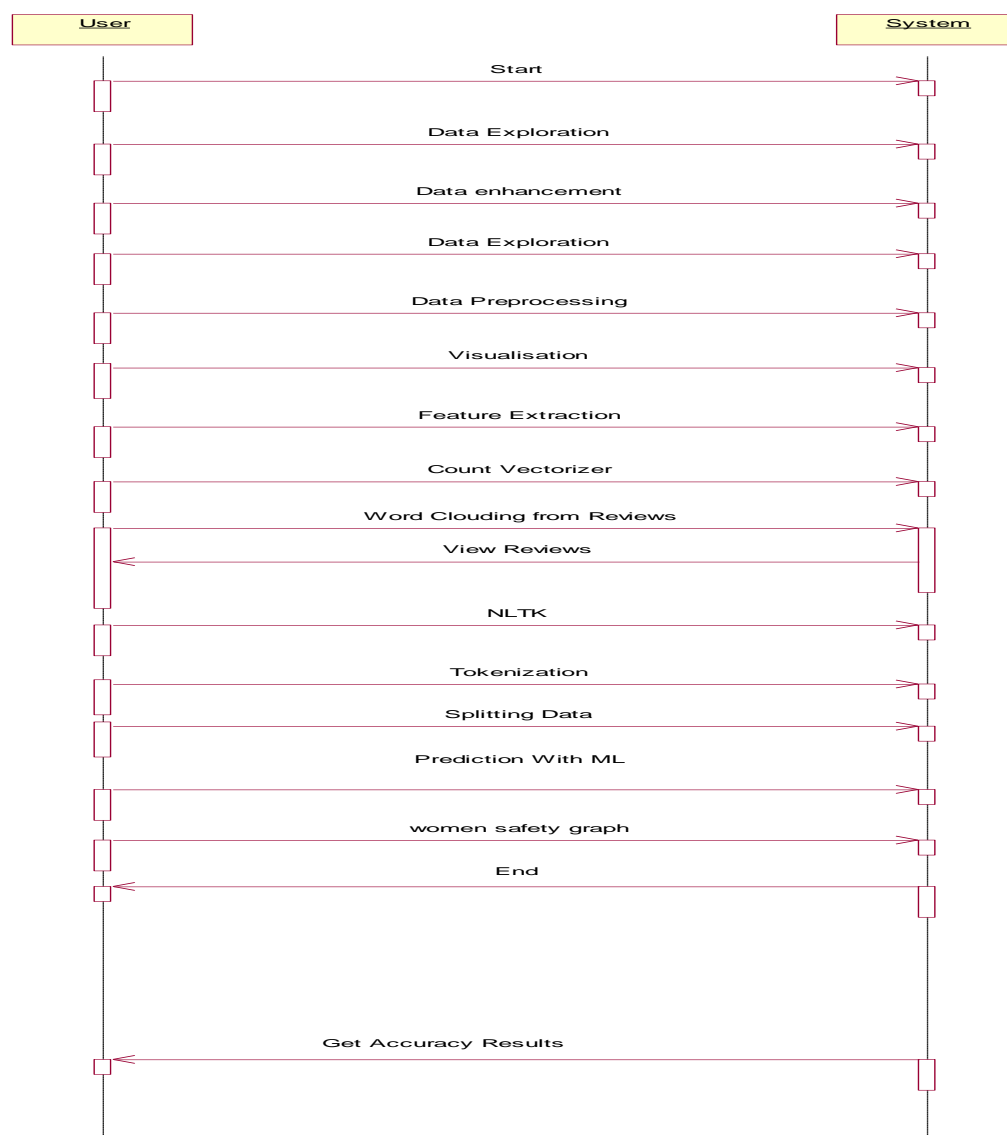 User
System
Start
Data Exploration
Data enhancement
Data Exploration
Data Preprocessing
Visualisation
Feature Extraction
Count Vectorizer
Word Clouding from Reviews
View Reviews
NLTK
Tokenization
Splitting Data
Prediction With ML
women safety graph
End
Get Accuracy Results